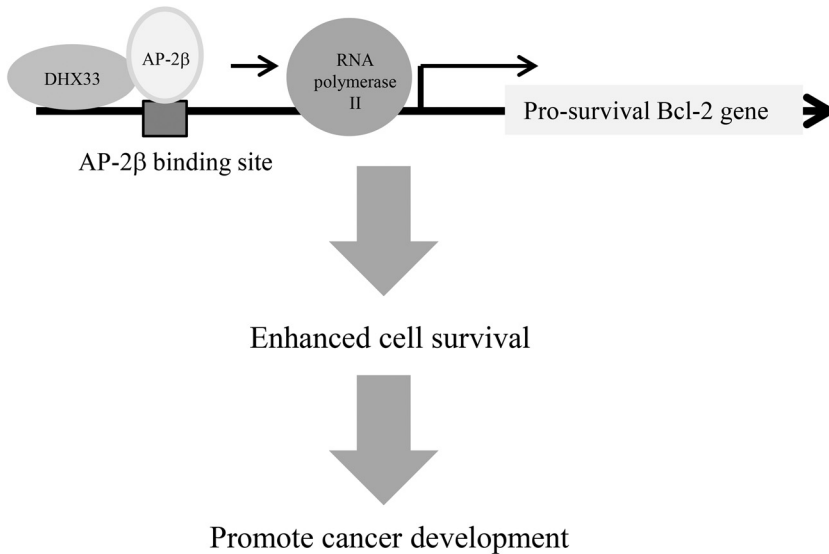 DHX33
AP-2β
RNA
polymerase
II
Pro-survival Bcl-2 gene
AP-2β binding site
Enhanced cell survival
Promote cancer development